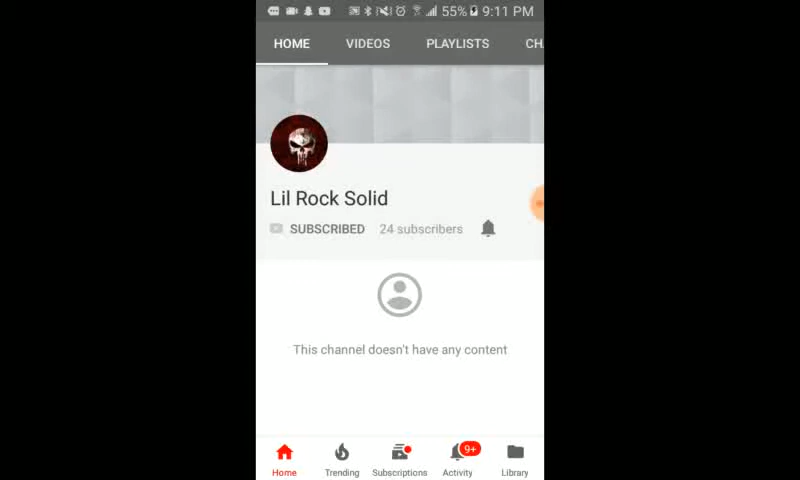 55% 9:11 PM
HOME VIDEOS PLAYLISTS CH
Lil Rock Solid
SUBSCRIBED 24 subscribers
This channel doesn't have any content
9+
Home Trending Subscriptions Activity Library